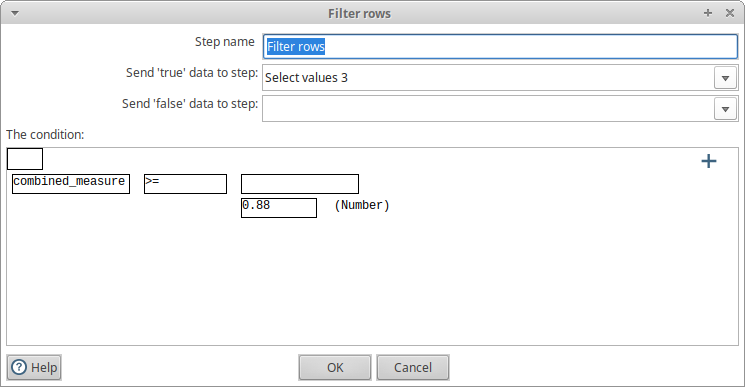 Filter rows
Step name Filter rows
Send 'true' data to step: Select values 3
Send 'false' data to step:
The condition:
combined_measure >=
0.88 (Number)
Help OK Cancel